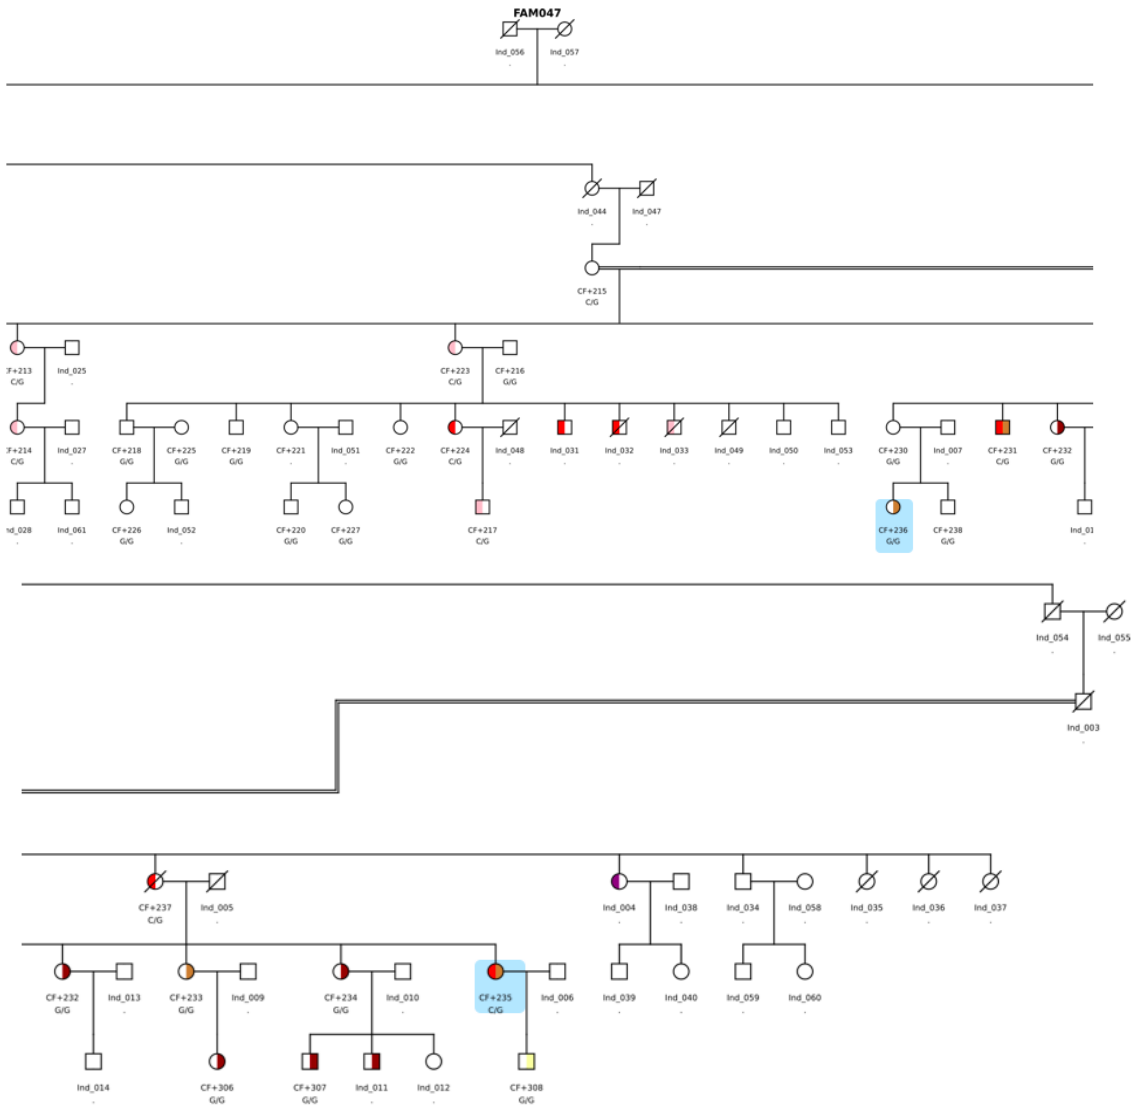 FAM047
Ind_056 Ind_057
. .
Ind_044 Ind_047
. .
CF+215
C/G
CF+213 Ind_025 CF+223 CF+216
C/G . C/G G/G
CF+214 Ind_027 CF+218 CF+225 CF+219 CF+221 Ind_051 CF+222 CF+224 Ind_048 Ind_031 Ind_032 Ind_033 Ind_049 Ind_050 Ind_053 CF+230 Ind_007 CF+231 CF+232
C/G . G/G G/G G/G . . G/G C/G . . . . . . . G/G . C/G G/G
nd_028 Ind_061 CF+226 Ind_052 CF+220 CF+227 CF+217 CF+236 CF+238 Ind_01
. . G/G . G/G G/G C/G G/G G/G .
Ind_054 Ind_055
. .
Ind_003
.
CF+237 Ind_005 Ind_004 Ind_038 Ind_034 Ind_058 Ind_035 Ind_036 Ind_037
C/G . . . . . . . .
CF+232 Ind_013 CF+233 Ind_009 CF+234 Ind_010 CF+235 Ind_006 Ind_039 Ind_040 Ind_059 Ind_060
G/G . G/G . G/G . C/G . . . . .
Ind_014 CF+306 CF+307 Ind_011 Ind_012 CF+308
. G/G G/G . . G/G